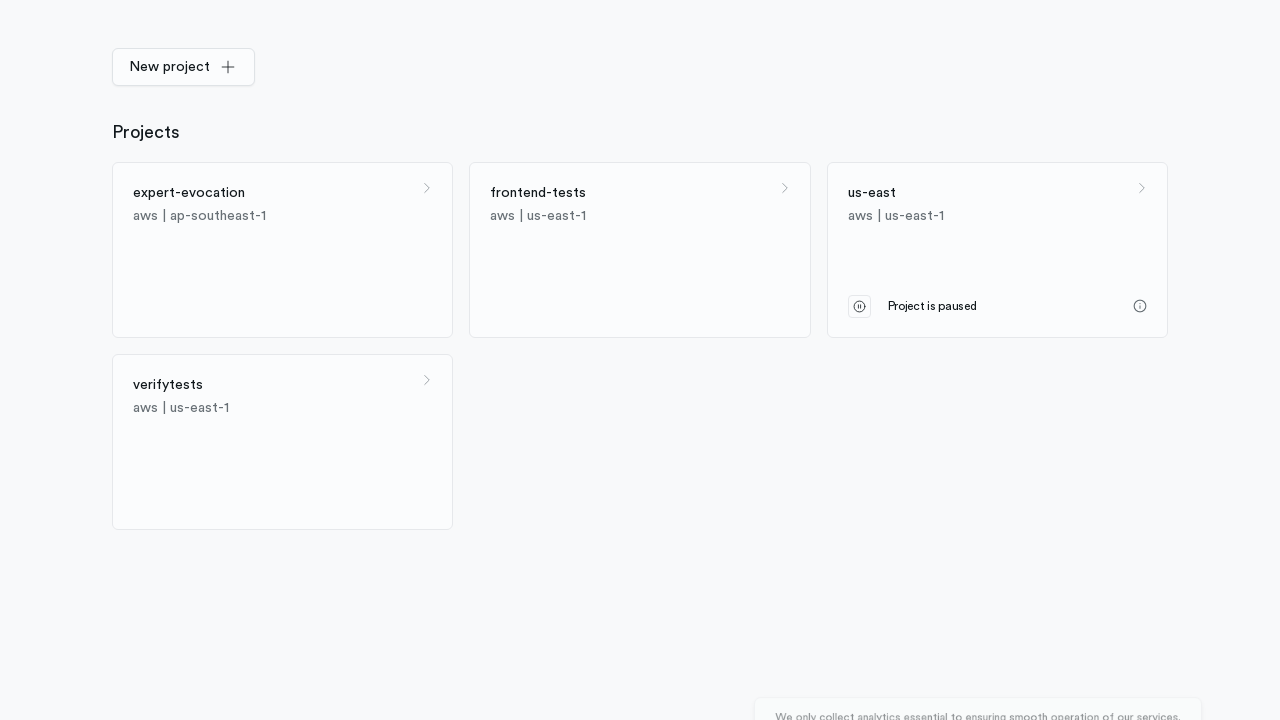 New project
Projects
expert-evocation
aws | ap-southeast-1
frontend-tests
aws | us-east-1
us-east
aws | us-east-1
Project is paused
verifytests
aws | us-east-1
We only collect analytics essential to ensuring smooth operation of our services.